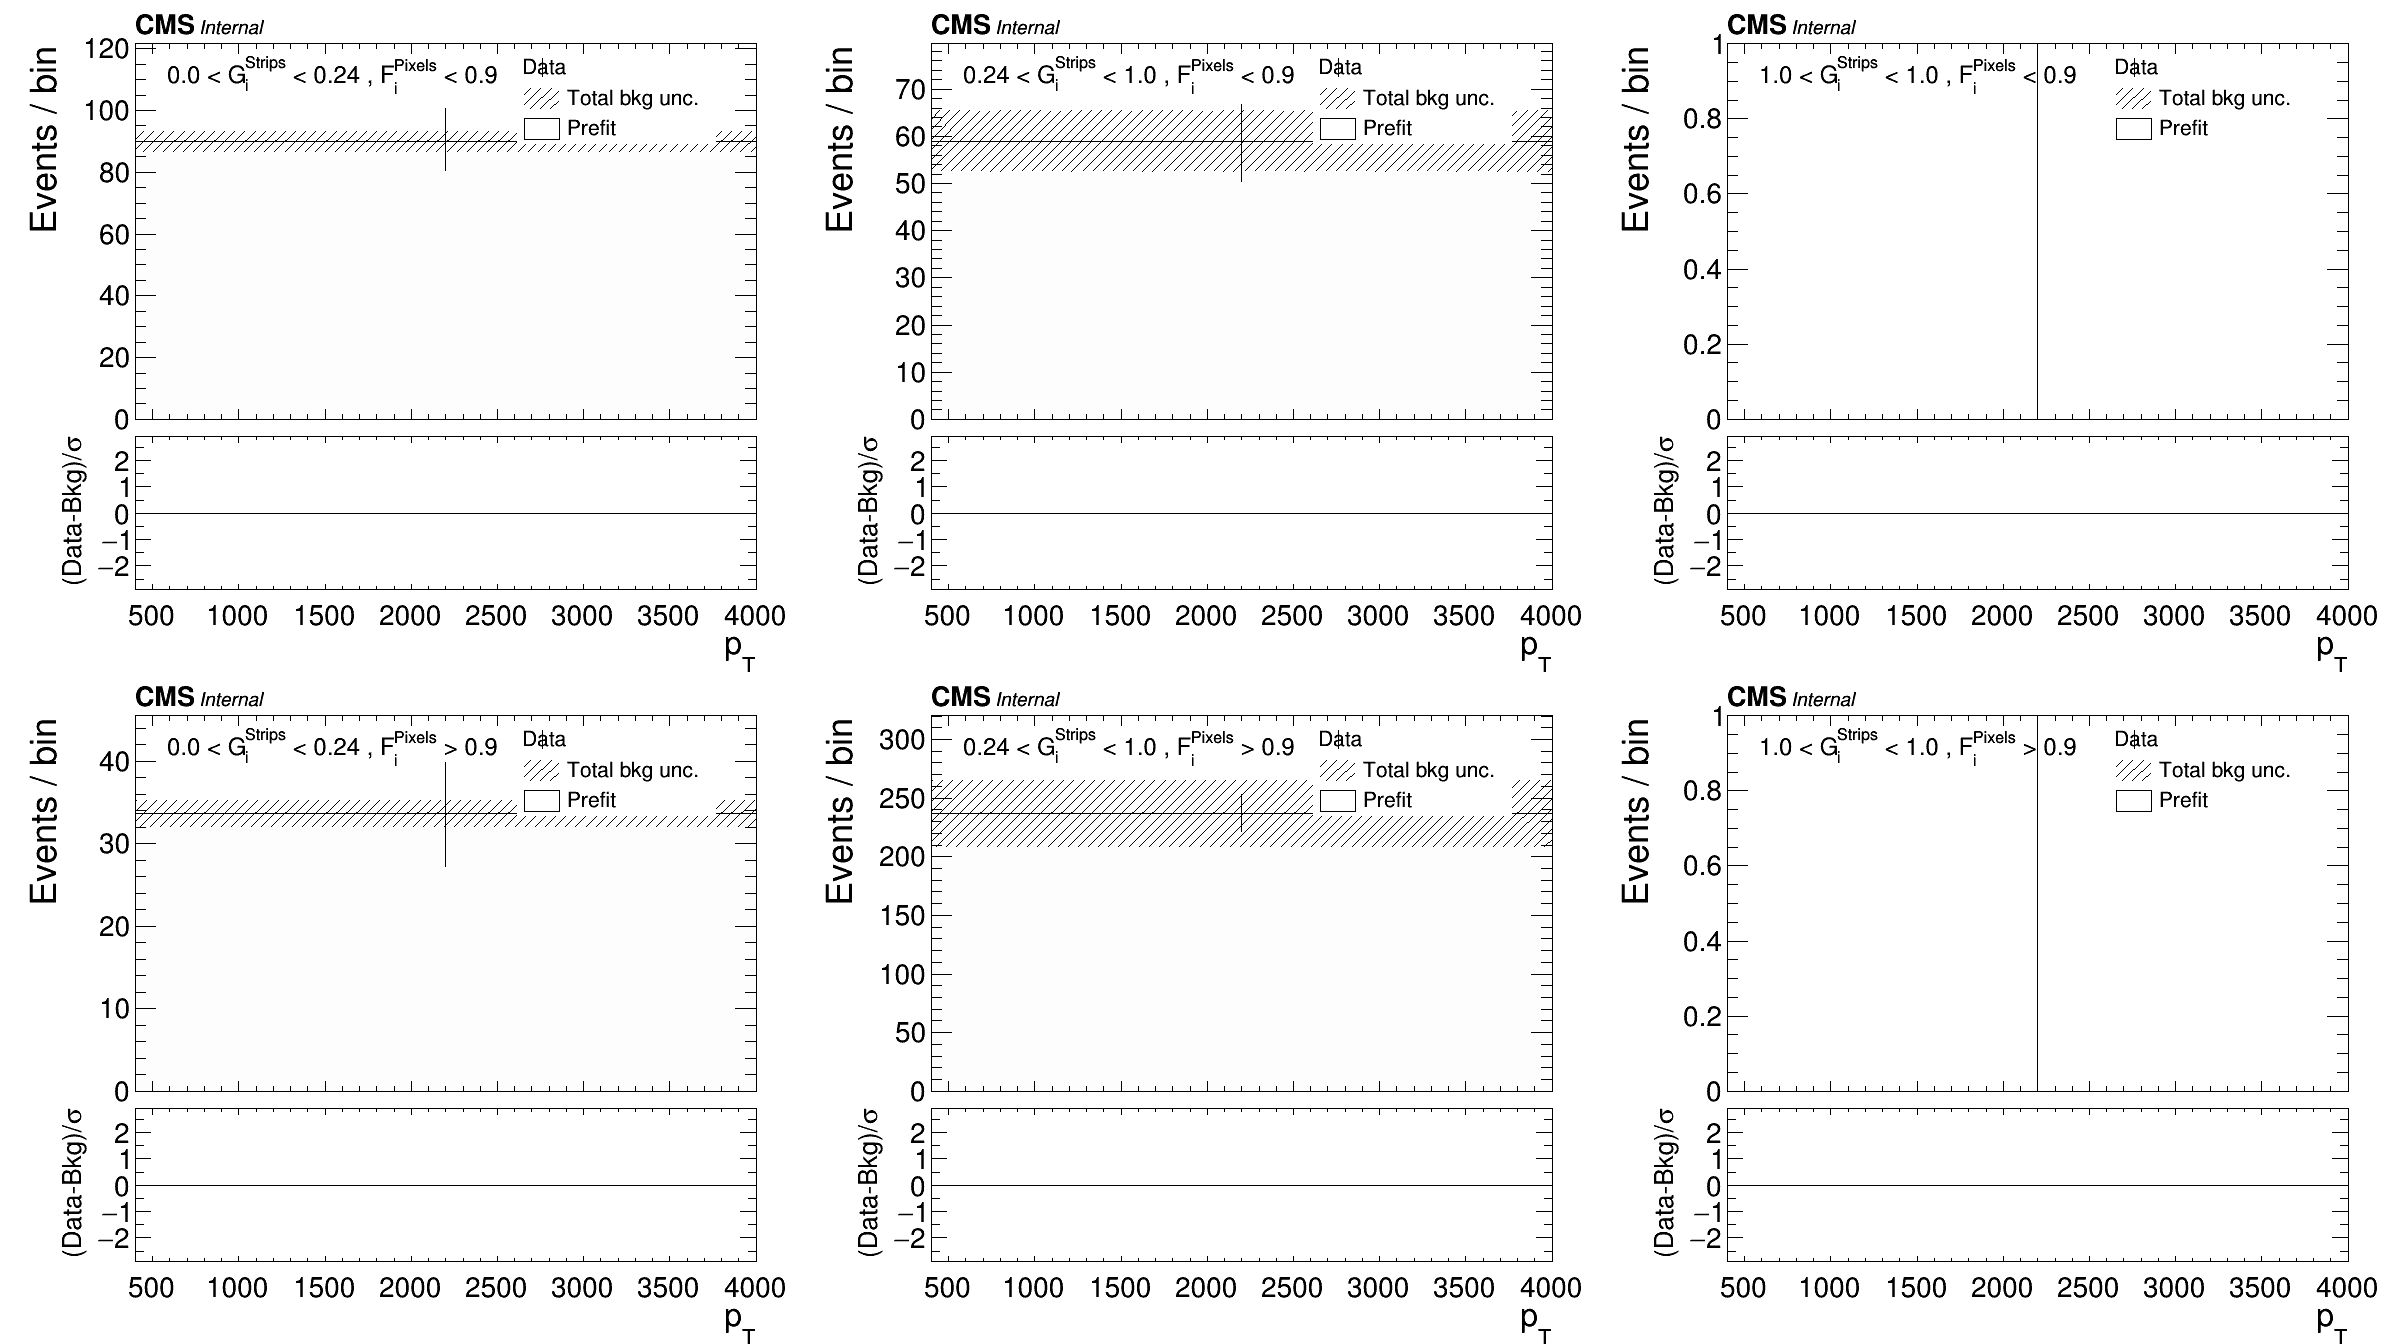 CMS Internal
Events / bin
0.0 < G_i^Strips < 0.24 , F_i^Pixels < 0.9
Data
Total bkg unc.
Prefit
120
100
80
60
40
20
0
(Data-Bkg)/σ
2
1
0
−1
−2
500 1000 1500 2000 2500 3000 3500 4000
p_T
CMS Internal
Events / bin
0.24 < G_i^Strips < 1.0 , F_i^Pixels < 0.9
Data
Total bkg unc.
Prefit
70
60
50
40
30
20
10
0
(Data-Bkg)/σ
2
1
0
−1
−2
500 1000 1500 2000 2500 3000 3500 4000
p_T
CMS Internal
Events / bin
1.0 < G_i^Strips < 1.0 , F_i^Pixels < 0.9
Data
Total bkg unc.
Prefit
1
0.8
0.6
0.4
0.2
0
(Data-Bkg)/σ
2
1
0
−1
−2
500 1000 1500 2000 2500 3000 3500 4000
p_T
CMS Internal
Events / bin
0.0 < G_i^Strips < 0.24 , F_i^Pixels > 0.9
Data
Total bkg unc.
Prefit
40
30
20
10
0
(Data-Bkg)/σ
2
1
0
−1
−2
500 1000 1500 2000 2500 3000 3500 4000
p_T
CMS Internal
Events / bin
0.24 < G_i^Strips < 1.0 , F_i^Pixels > 0.9
Data
Total bkg unc.
Prefit
300
250
200
150
100
50
0
(Data-Bkg)/σ
2
1
0
−1
−2
500 1000 1500 2000 2500 3000 3500 4000
p_T
CMS Internal
Events / bin
1.0 < G_i^Strips < 1.0 , F_i^Pixels > 0.9
Data
Total bkg unc.
Prefit
1
0.8
0.6
0.4
0.2
0
(Data-Bkg)/σ
2
1
0
−1
−2
500 1000 1500 2000 2500 3000 3500 4000
p_T